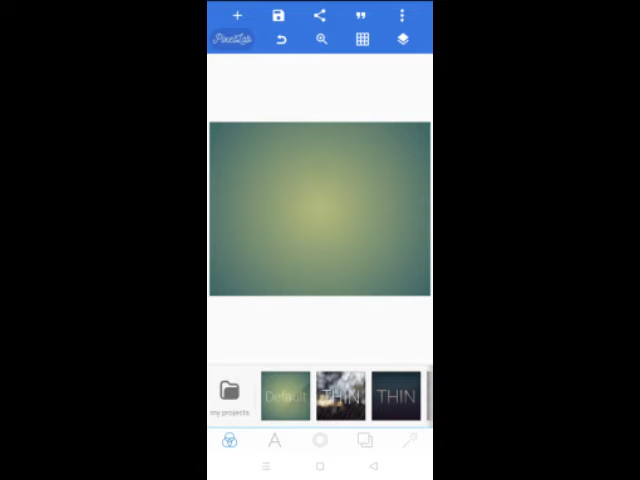 PixelLab
my projects
Default
THIN
THIN